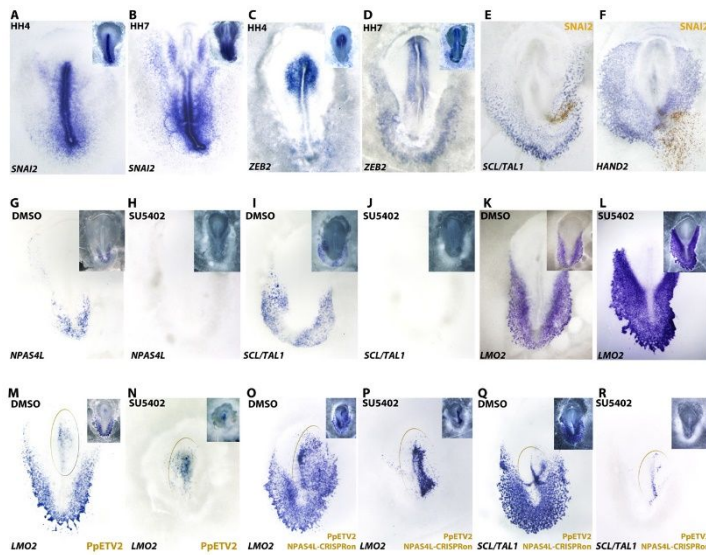 A B C D E F
HH4 HH7 HH4 HH7 SNAI2 SNAI2
SNAI2 SNAI2 ZEB2 ZEB2 SCL/TAL1 HAND2
G H I J K L
DMSO SU5402 DMSO SU5402 DMSO SU5402
NPAS4L NPAS4L SCL/TAL1 SCL/TAL1 LMO2 LMO2
M N O P Q R
DMSO SU5402 DMSO SU5402 DMSO SU5402
PpETV2 PpETV2 PpETV2 PpETV2
LMO2 PpETV2 LMO2 PpETV2 LMO2 NPAS4L-CRISPRon LMO2 NPAS4L-CRISPRon SCL/TAL1 NPAS4L-CRISPRon SCL/TAL1 NPAS4L-CRISPRon